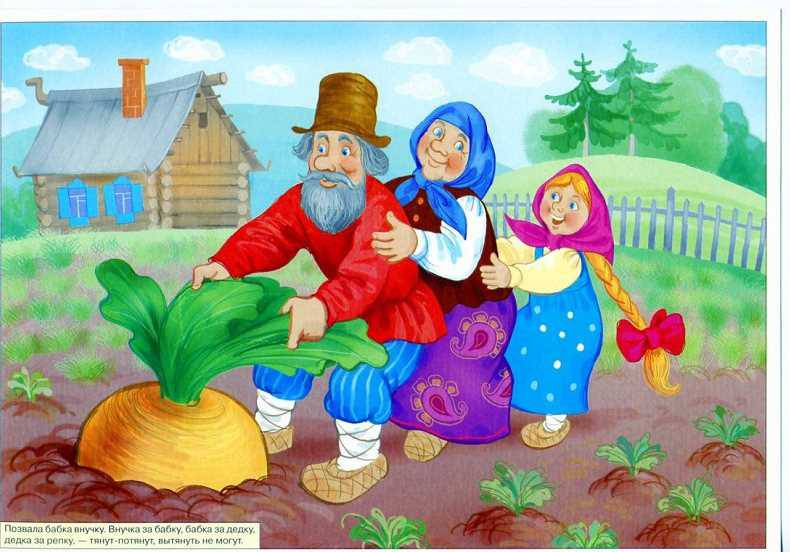 Позвала бабка внучку. Внучка за бабку, бабка за дедку,
дедка за репку, — тянут-потянут, вытянуть не могут.